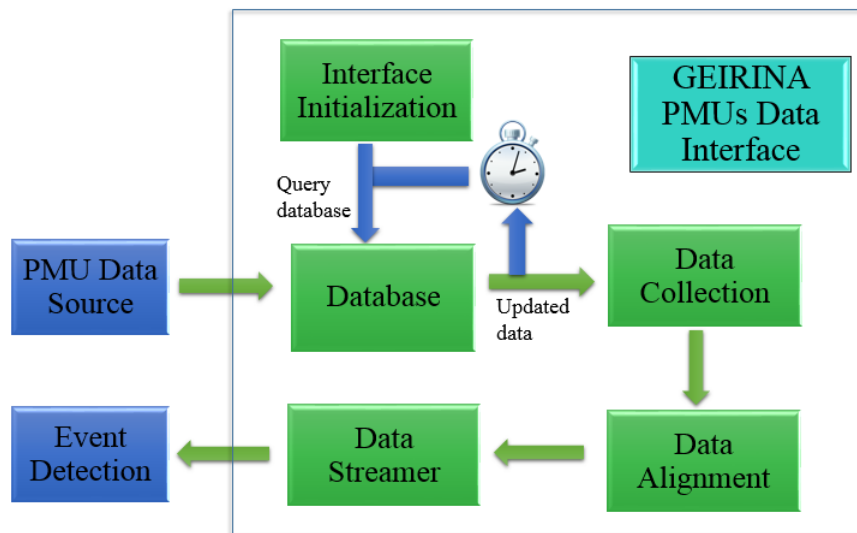 Interface
Initialization
GEIRINA
PMUs Data
Interface
Query
database
PMU Data
Source
Database
Updated
data
Data
Collection
Event
Detection
Data
Streamer
Data
Alignment